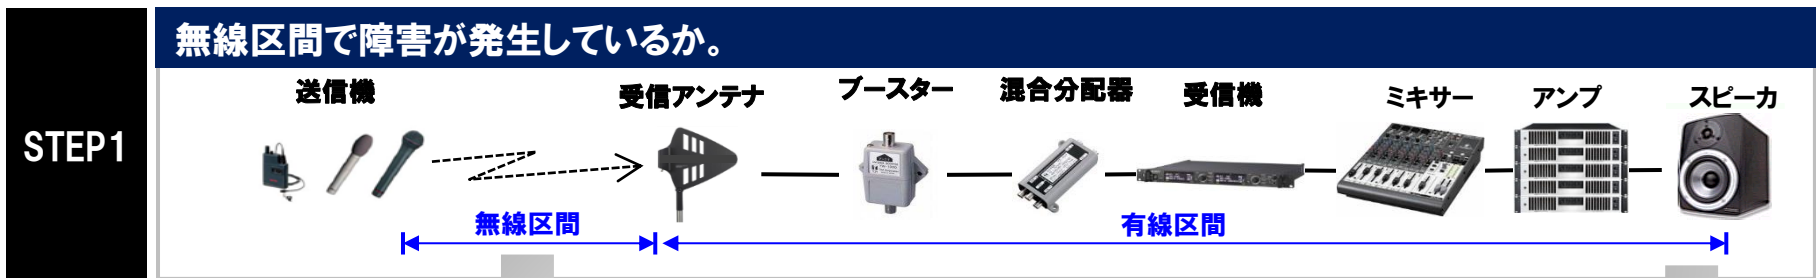 STEP1
無線区間で障害が発生しているか。
送信機
受信アンテナ
ブースター
混合分配器
受信機
ミキサー
アンプ
スピーカ
無線区間
有線区間